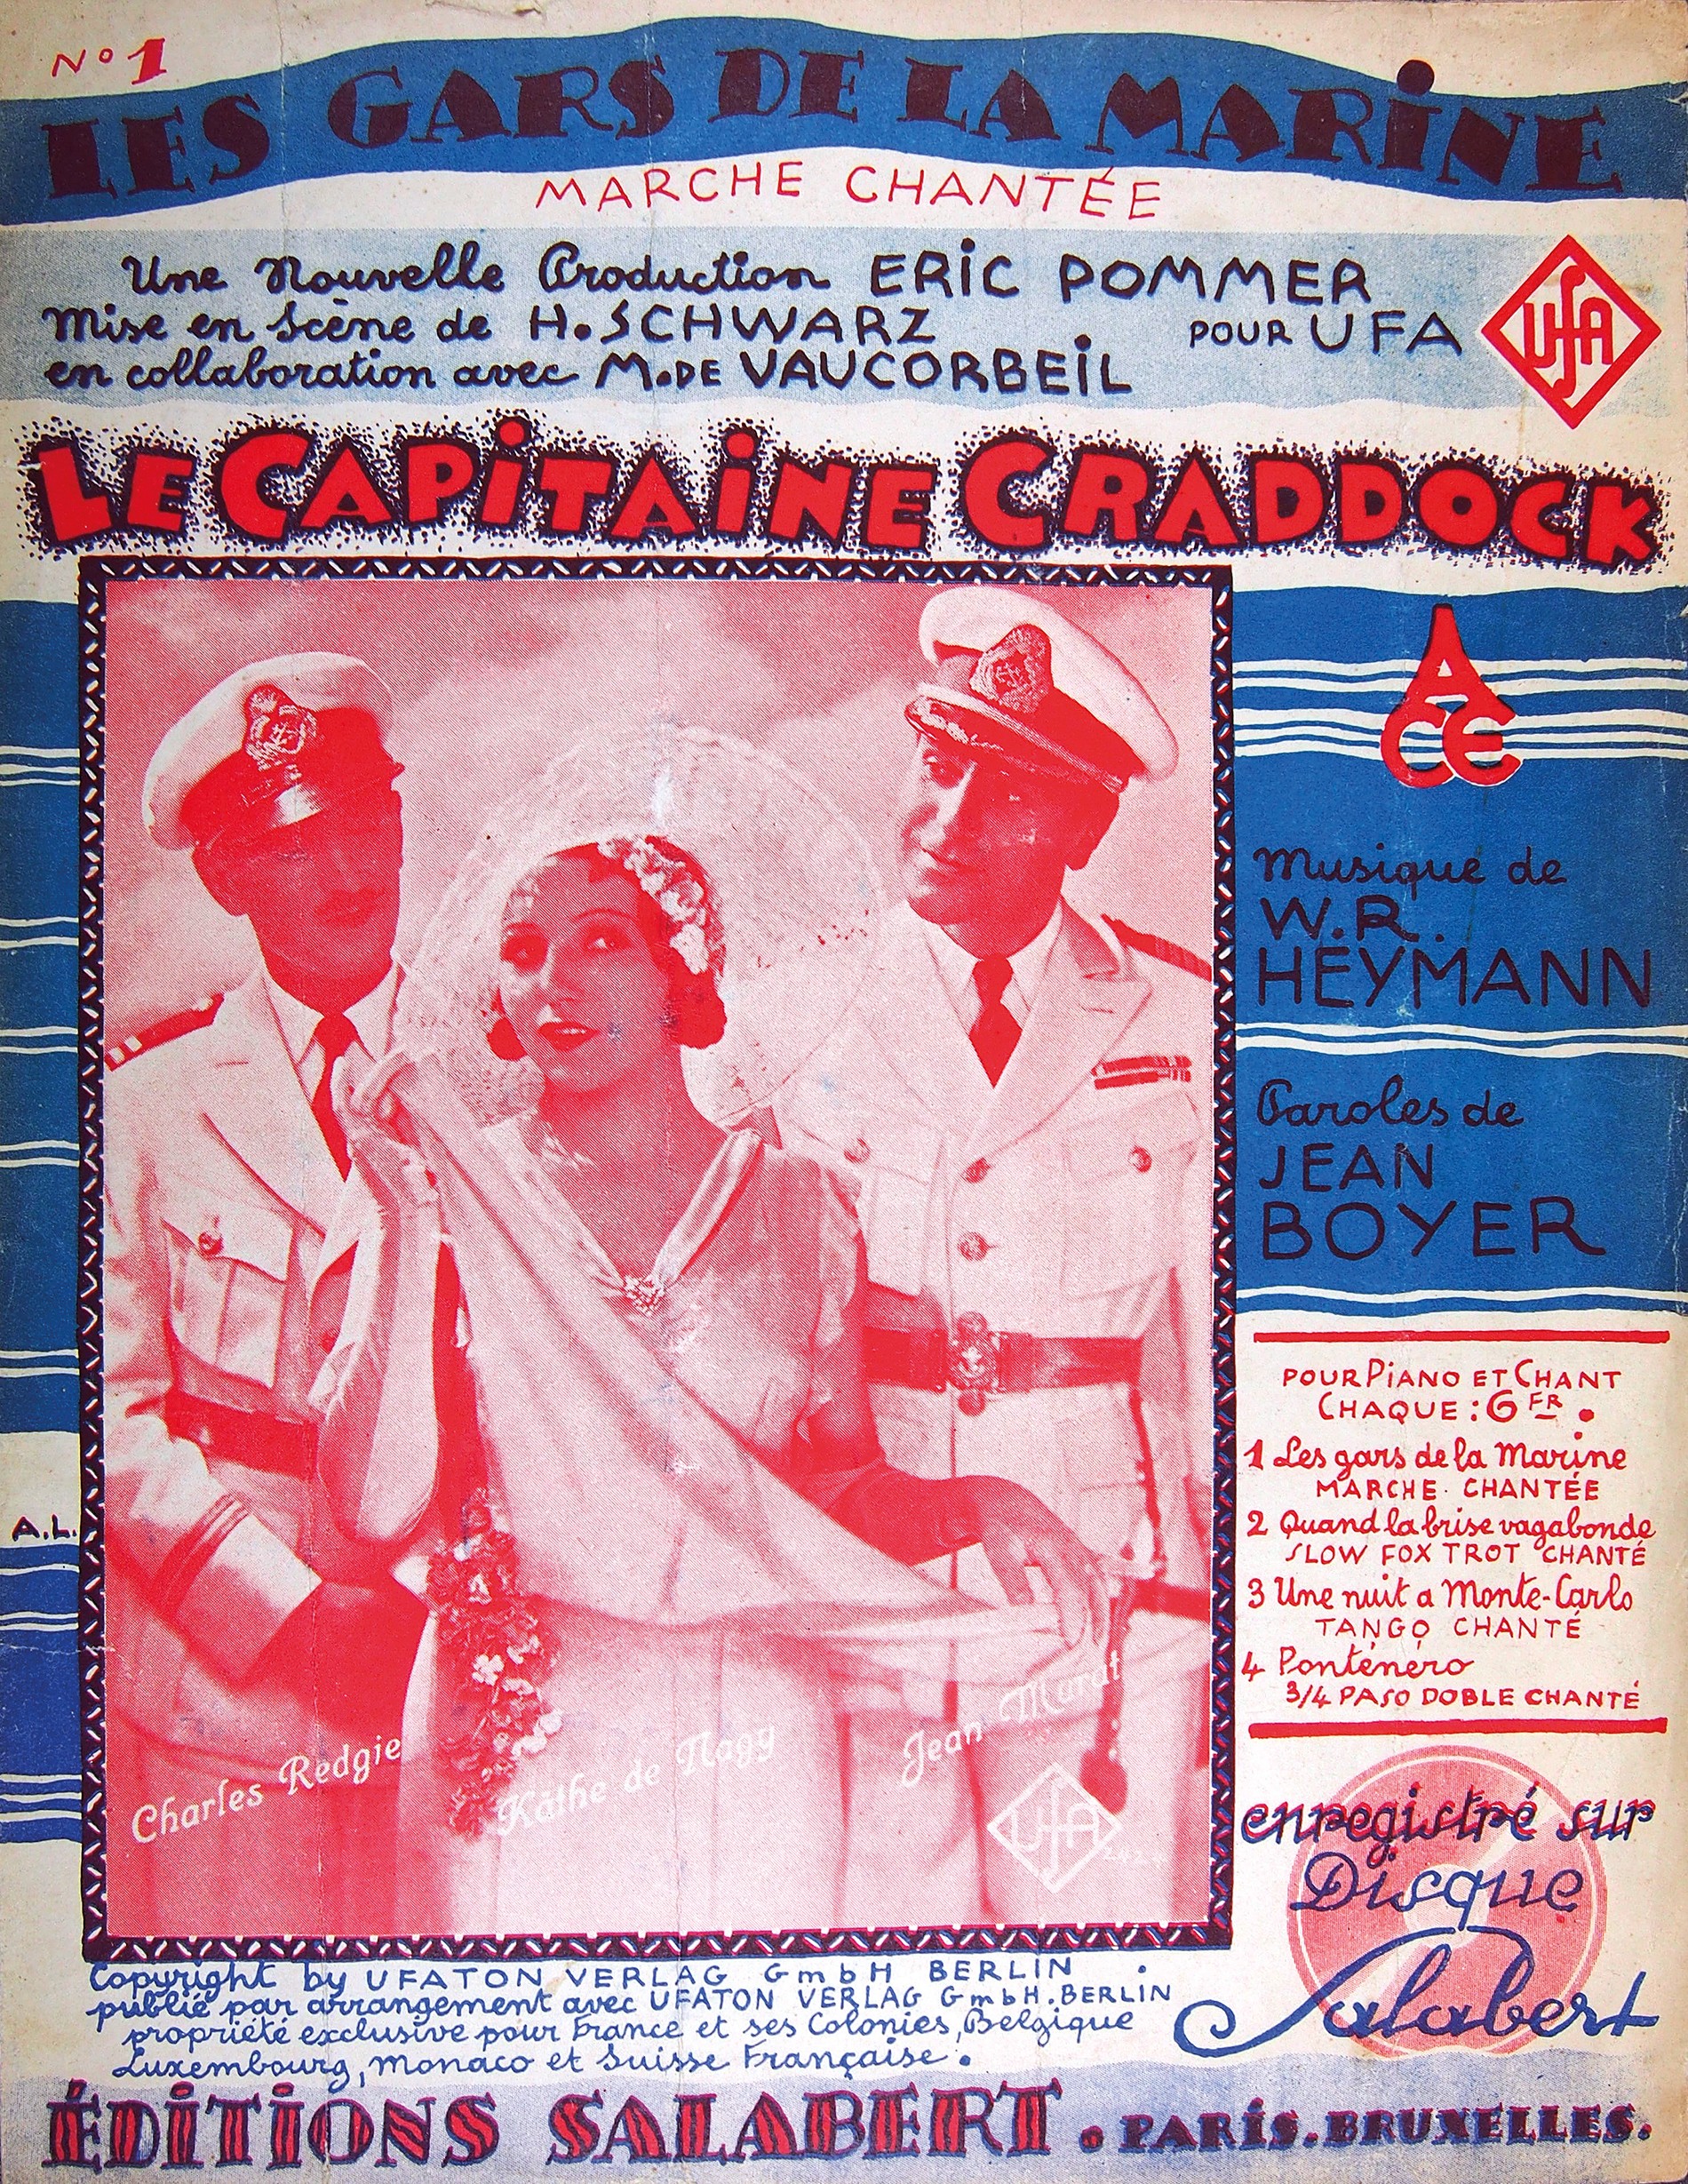 No 1
LES GARS DE LA MARINE
MARCHE CHANTÉE
Une Nouvelle Production ERIC POMMER
Mise en Scène de H. SCHWARZ POUR UFA
en collaboration avec M. DE VAUCORBEIL
UFA
LE CAPITAINE CRADDOCK
ACE
Musique de
W.R.
HEYMANN
Paroles de
JEAN
BOYER
POUR PIANO ET CHANT
CHAQUE : 6 FR.
1 Les gars de la Marine
MARCHE CHANTÉE
2 Quand la brise vagabonde
SLOW FOX TROT CHANTÉ
3 Une nuit a Monte-Carlo
TANGO CHANTÉ
4 Ponténéro
3/4 PASO DOBLE CHANTÉ
A.L.
Charles Redgie
Käthe de Nagy
Jean Murat
UFA
enregistré sur
Disque
Salabert
Copyright by UFATON VERLAG GmbH BERLIN.
publié par arrangement avec UFATON VERLAG GmbH. BERLIN
propriété exclusive pour France et ses Colonies, Belgique
Luxembourg, Monaco et Suisse Française.
ÉDITIONS SALABERT. PARIS. BRUXELLES.